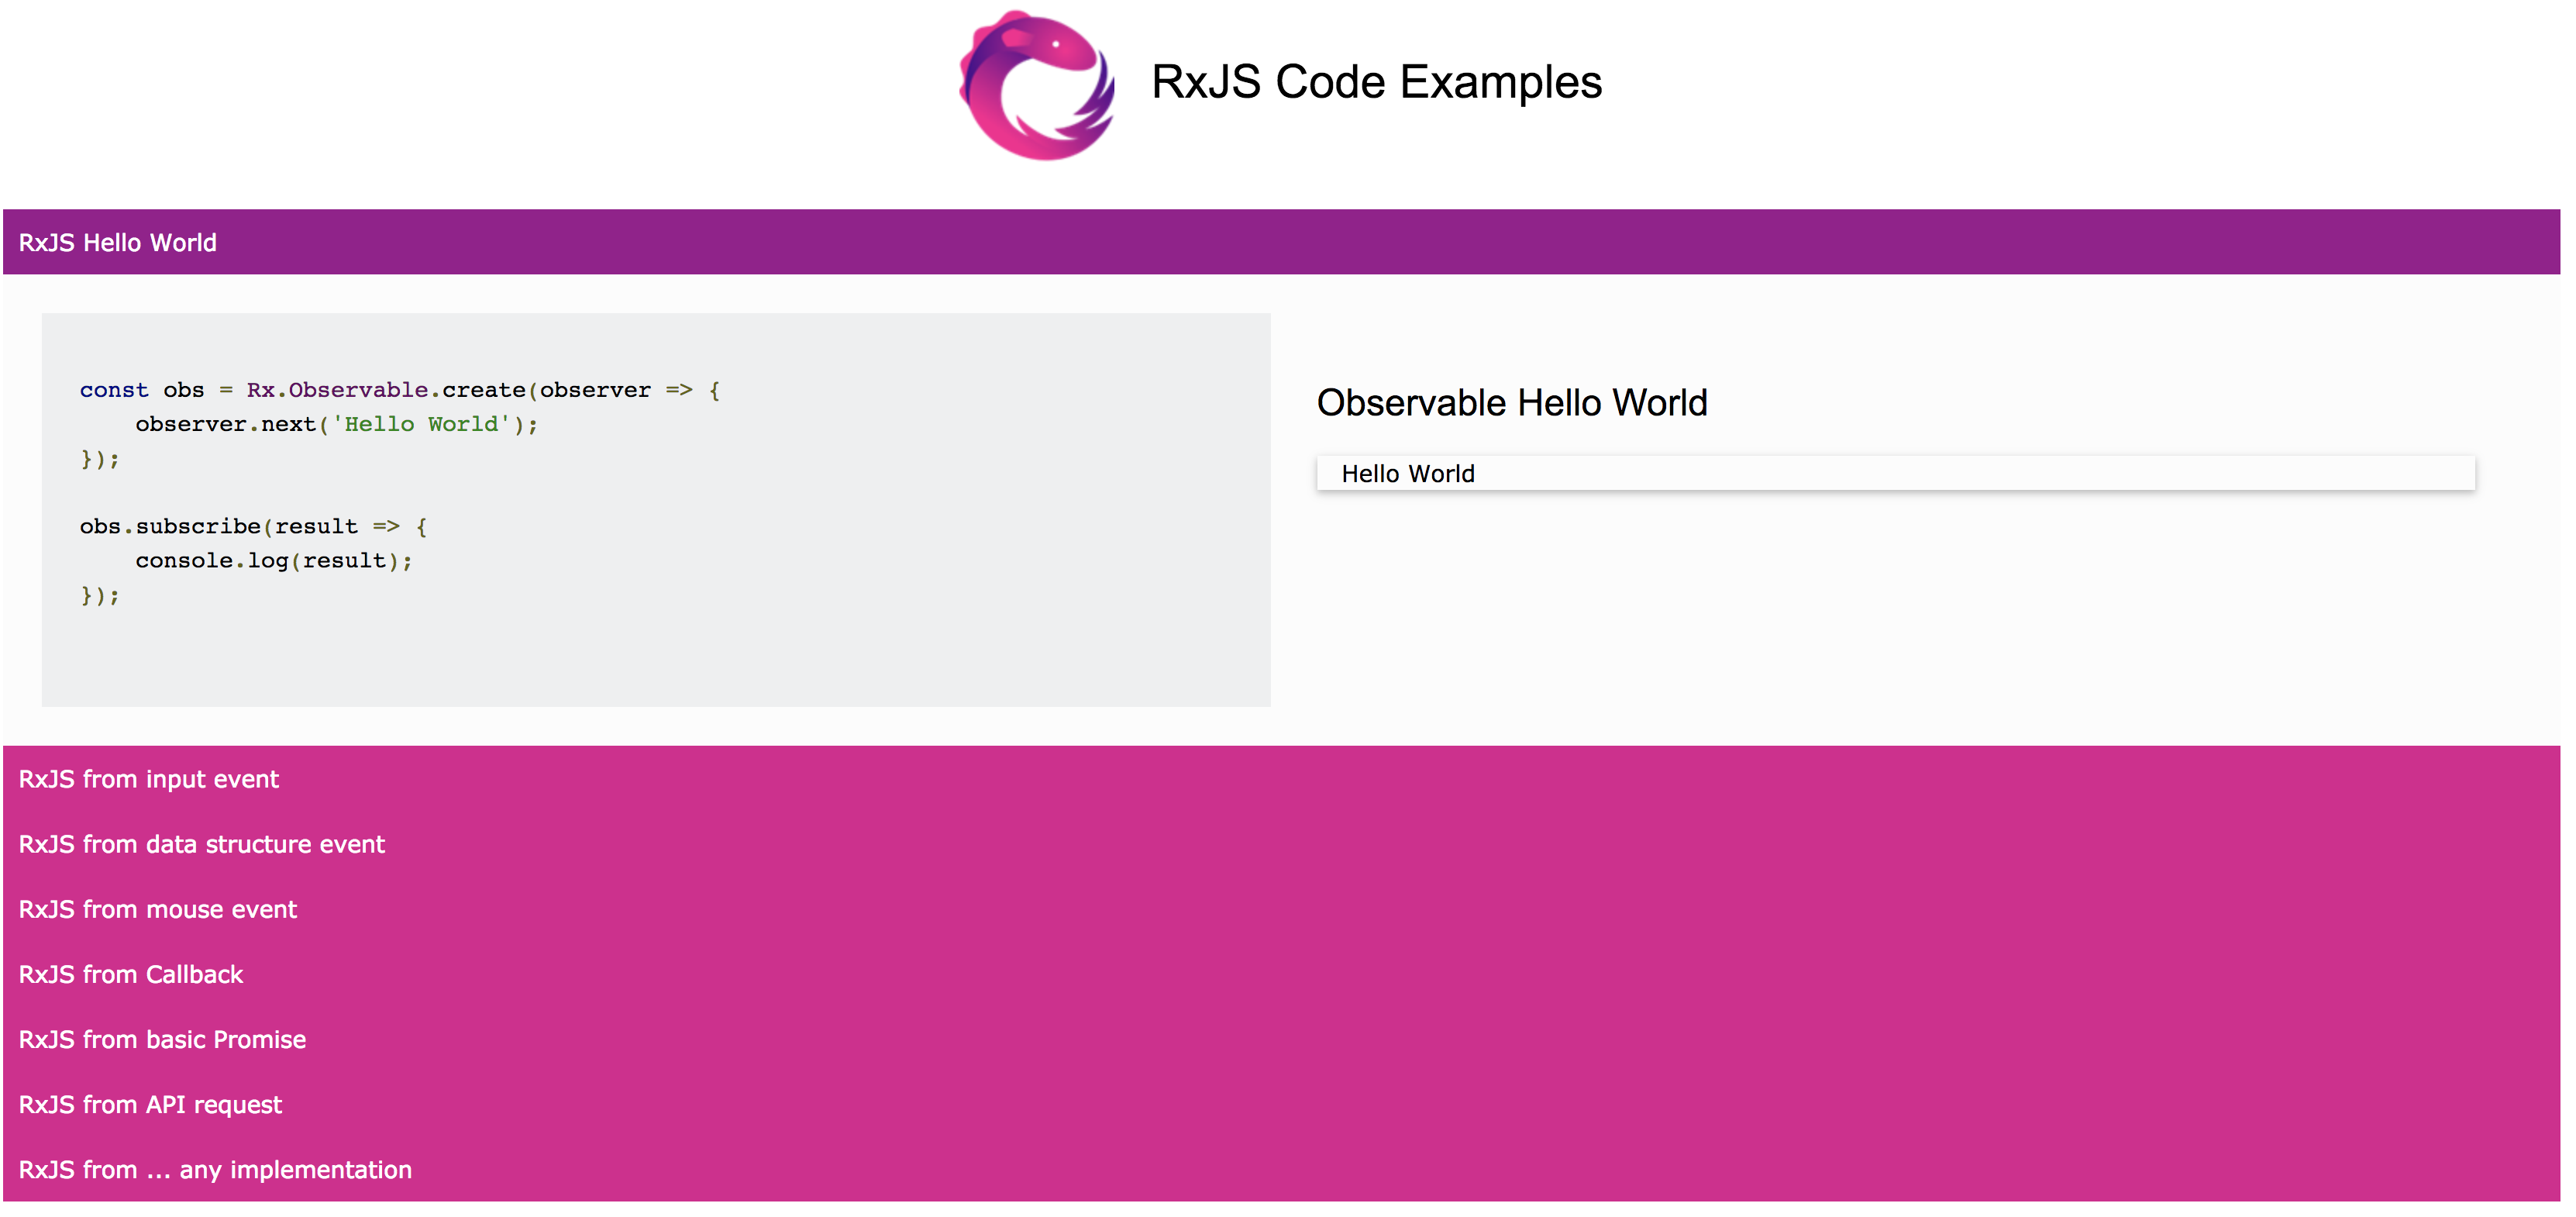 RxJS Code Examples
RxJS Hello World
const obs = Rx.Observable.create(observer => {
    observer.next('Hello World');
});
obs.subscribe(result => {
    console.log(result);
});
Observable Hello World
Hello World
RxJS from input event
RxJS from data structure event
RxJS from mouse event
RxJS from Callback
RxJS from basic Promise
RxJS from API request
RxJS from ... any implementation